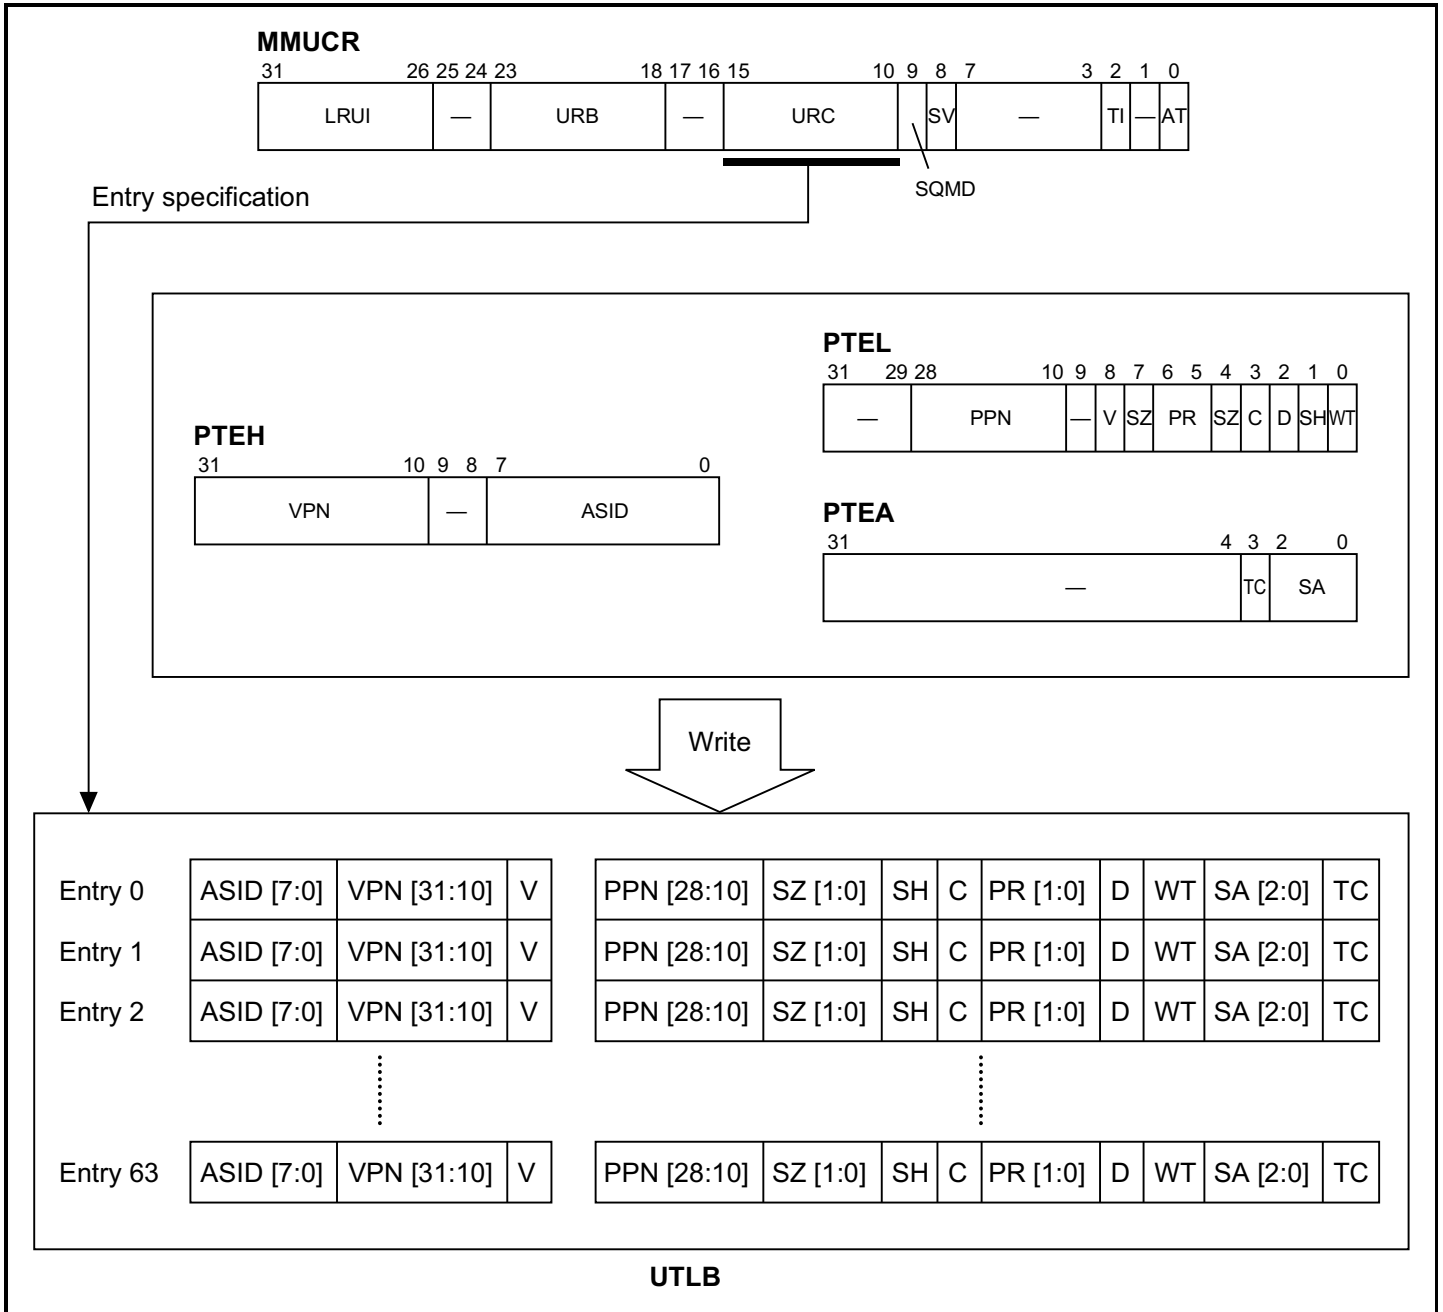 MMUCR
31 26 25 24 23 18 17 16 15 10 9 8 7 3 2 1 0
LRUI — URB — URC SV — TI — AT
SQMD
Entry specification
PTEL
31 29 28 10 9 8 7 6 5 4 3 2 1 0
— PPN — V SZ PR SZ C D SH WT
PTEH
31 10 9 8 7 0
VPN — ASID
PTEA
31 4 3 2 0
— TC SA
Write
Entry 0 ASID [7:0] VPN [31:10] V PPN [28:10] SZ [1:0] SH C PR [1:0] D WT SA [2:0] TC
Entry 1 ASID [7:0] VPN [31:10] V PPN [28:10] SZ [1:0] SH C PR [1:0] D WT SA [2:0] TC
Entry 2 ASID [7:0] VPN [31:10] V PPN [28:10] SZ [1:0] SH C PR [1:0] D WT SA [2:0] TC
Entry 63 ASID [7:0] VPN [31:10] V PPN [28:10] SZ [1:0] SH C PR [1:0] D WT SA [2:0] TC
UTLB